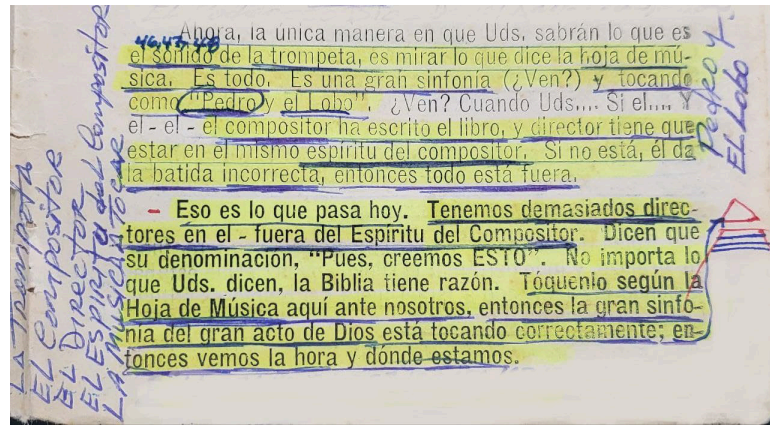 Ahora, la única manera en que Uds. sabrán lo que es
46,47-48
el sonido de la trompeta, es mirar lo que dice la hoja de mú-
sica. Es todo. Es una gran sinfonía (¿Ven?) y tocando
como "Pedro y el Lobo". ¿Ven? Cuando Uds.... Si el.... Y
el - el - el compositor ha escrito el libro, y director tiene que
estar en el mismo espíritu del compositor. Si no está, él da
la batida incorrecta, entonces todo está fuera.
Eso es lo que pasa hoy. Tenemos demasiados direc-
tores en el - fuera del Espíritu del Compositor. Dicen que
su denominación, "Pues, creemos ESTO". No importa lo
que Uds. dicen, la Biblia tiene razón. Tóquenlo según la
Hoja de Música aquí ante nosotros, entonces la gran sinfo-
nía del gran acto de Dios está tocando correctamente; en-
tonces vemos la hora y dónde estamos.
LA Trompeta
EL Compositor
EL DIRECTOR
EL ESPIRITU del Compositor
LA MUSICA TOCAR
Pedro y
EL LOBO